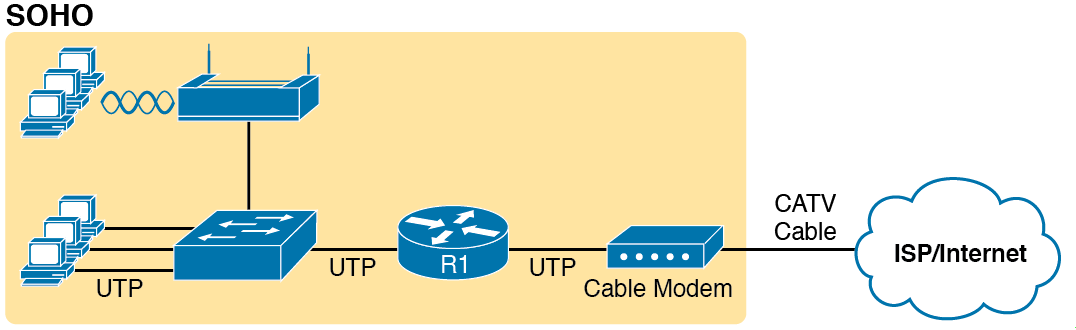 SOHO
CATV
Cable
ISP/Internet
UTP
UTP
R1
UTP
Cable Modem